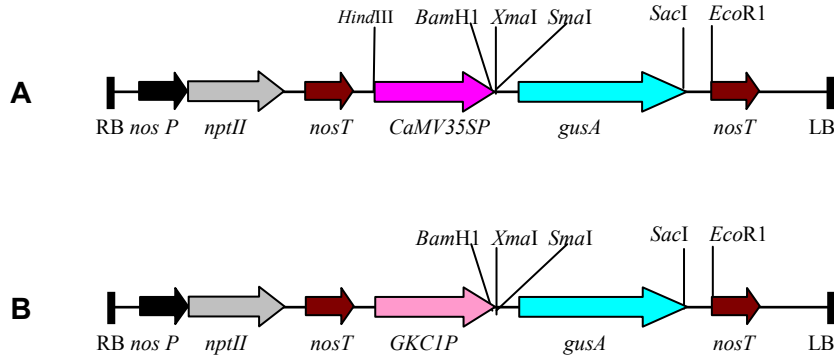 HindIII BamH1 XmaI SmaI SacI EcoR1
A
RB nos P nptII nosT CaMV35SP gusA nosT LB
BamH1 XmaI SmaI SacI EcoR1
B
RB nos P nptII nosT GKC1P gusA nosT LB